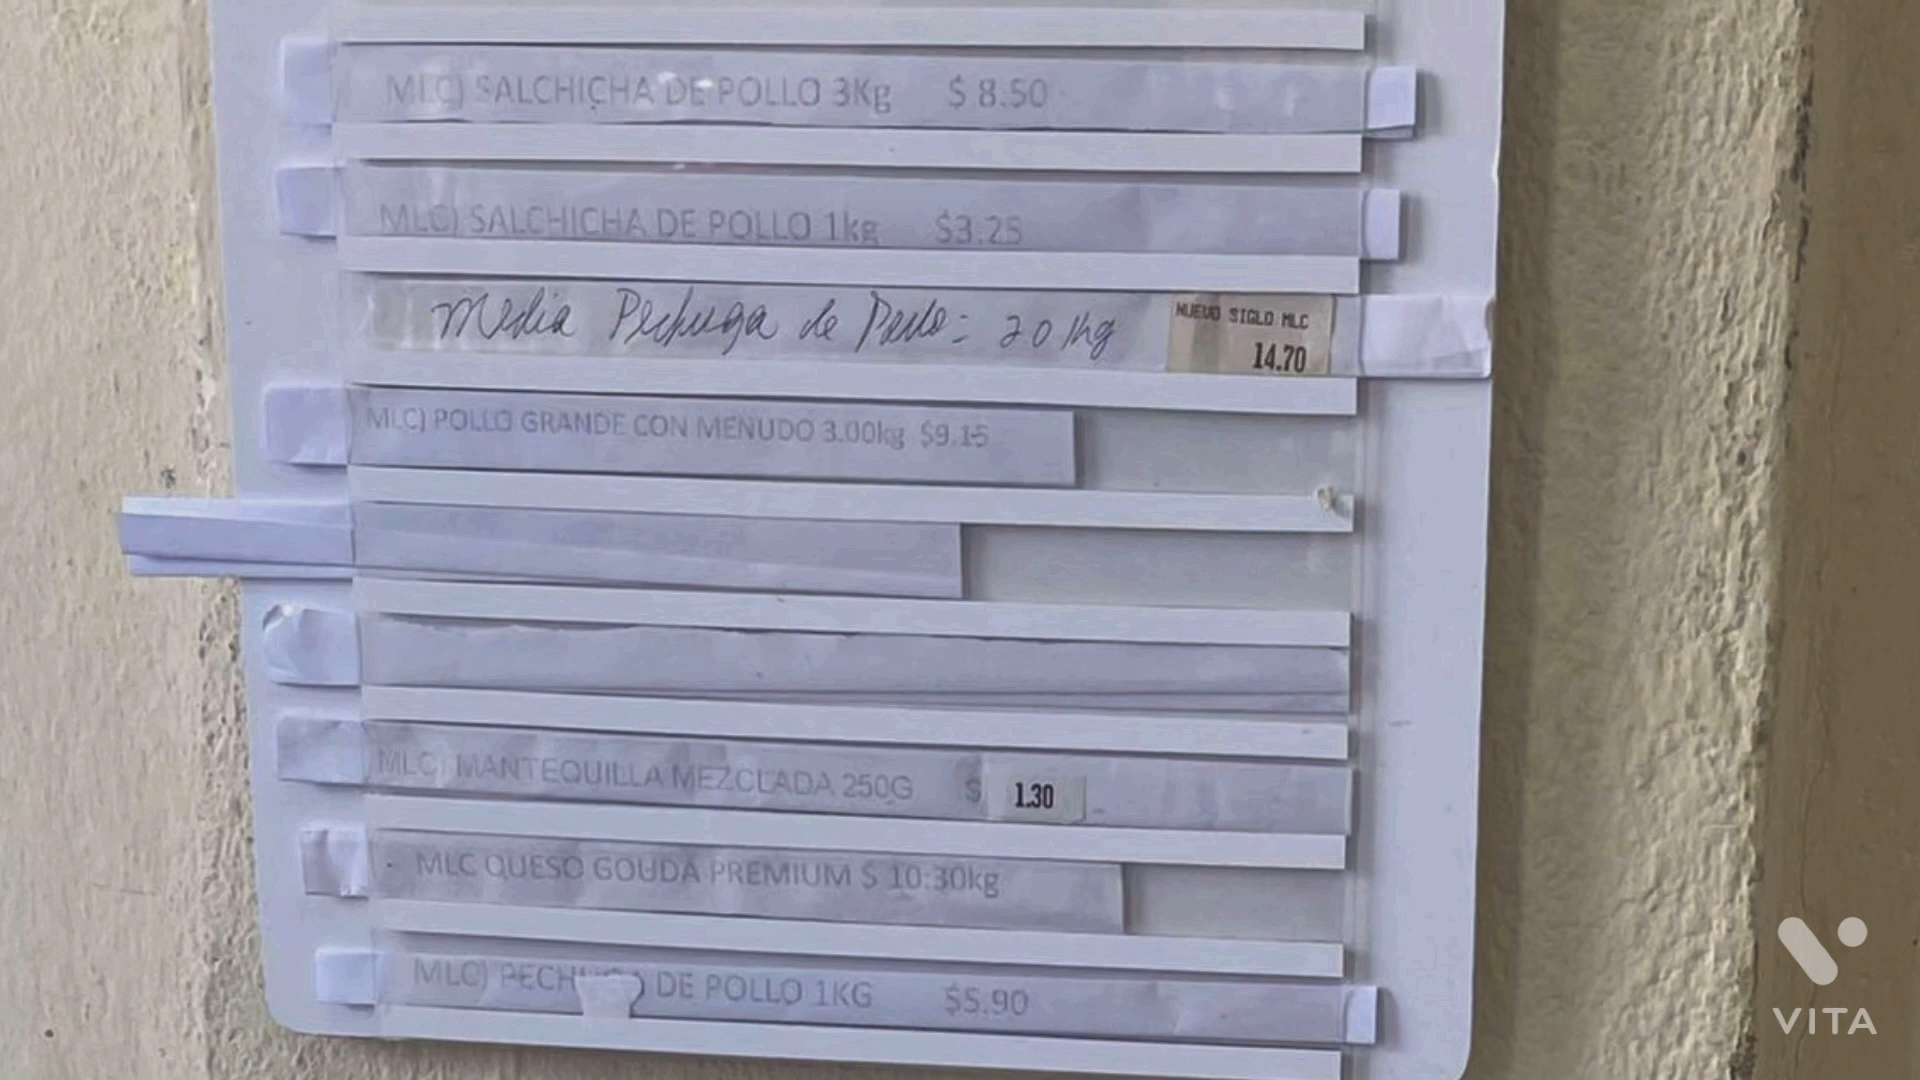 MLC) SALCHICHA DE POLLO 3Kg $ 8.50
MLC) SALCHICHA DE POLLO 1kg $3.25
Media Pechuga de Pollo: 20 kg NUEVO SIGLO MLC 14.70
MLC) POLLO GRANDE CON MENUDO 3.00kg $9.15
MLC) MANTEQUILLA MEZCLADA 250G $ 1.30
MLC QUESO GOUDA PREMIUM $ 10:30kg
MLC) DE POLLO 1KG $5.90
VITA